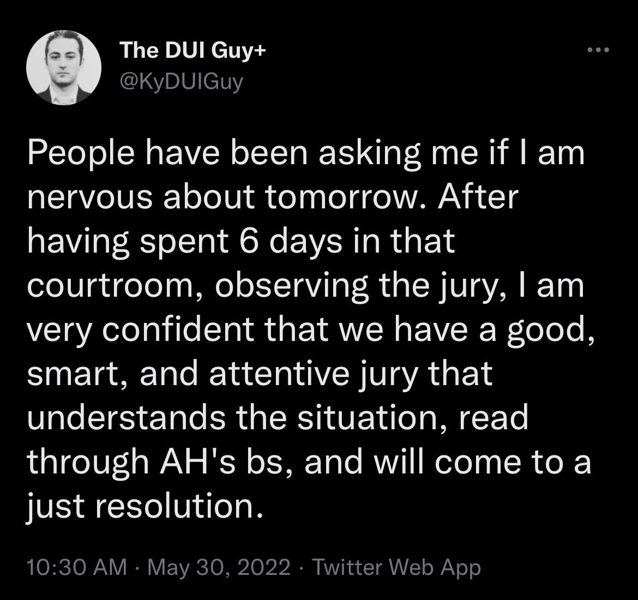 The DUI Guy+
@KyDUIGuy
People have been asking me if I am
nervous about tomorrow. After
having spent 6 days in that
courtroom, observing the jury, I am
very confident that we have a good,
smart, and attentive jury that
understands the situation, read
through AH's bs, and will come to a
just resolution.
10:30 AM · May 30, 2022 · Twitter Web App